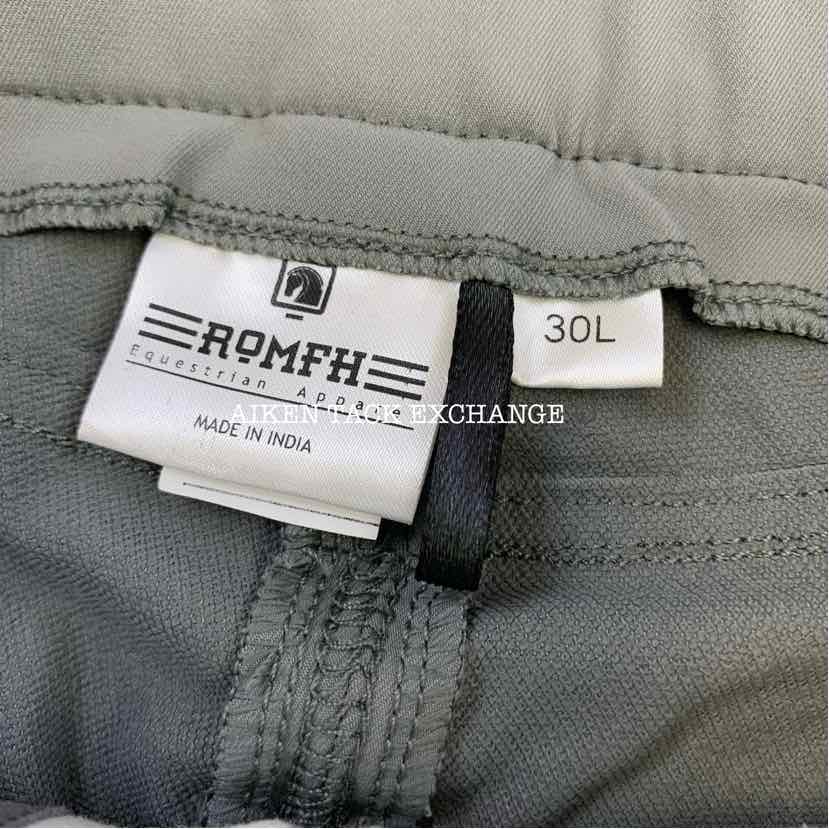 ROMFH
Equestrian Apparel
MADE IN INDIA
30L
AIKEN TACK EXCHANGE